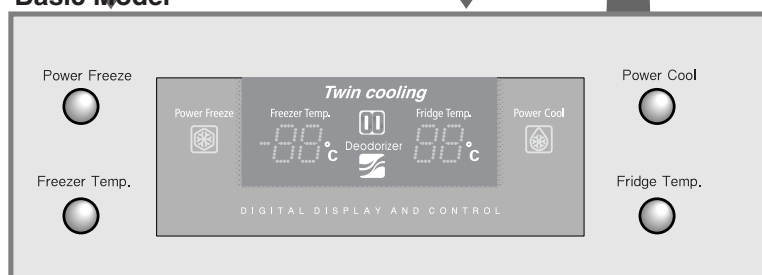 Basic Model
Power Freeze
Power Cool
Twin cooling
Power Freeze
Freezer Temp.
Fridge Temp.
Power Cool
-88°c
Deodorizer
88°c
Freezer Temp.
Fridge Temp.
DIGITAL DISPLAY AND CONTROL